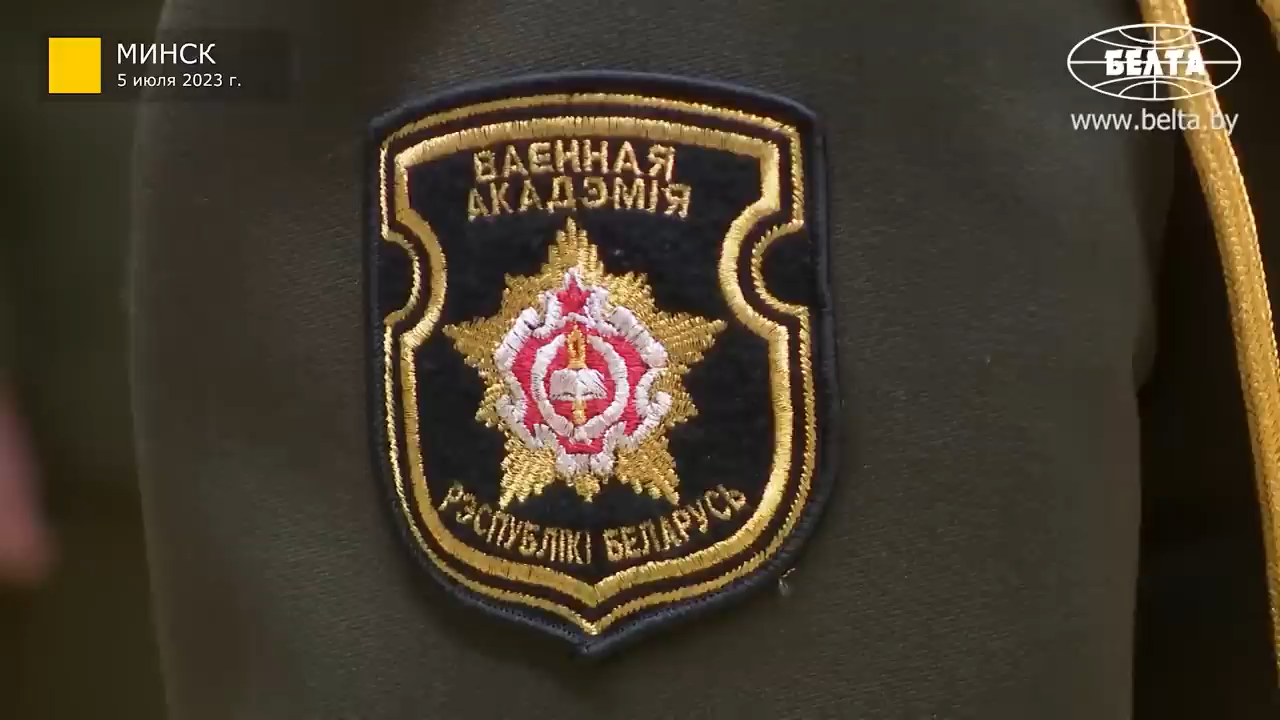 МИНСК
5 июля 2023 г.
БЕЛТА
www.belta.by
ВАЕННАЯ
АКАДЭМІЯ
РЭСПУБЛІКІ БЕЛАРУСЬ